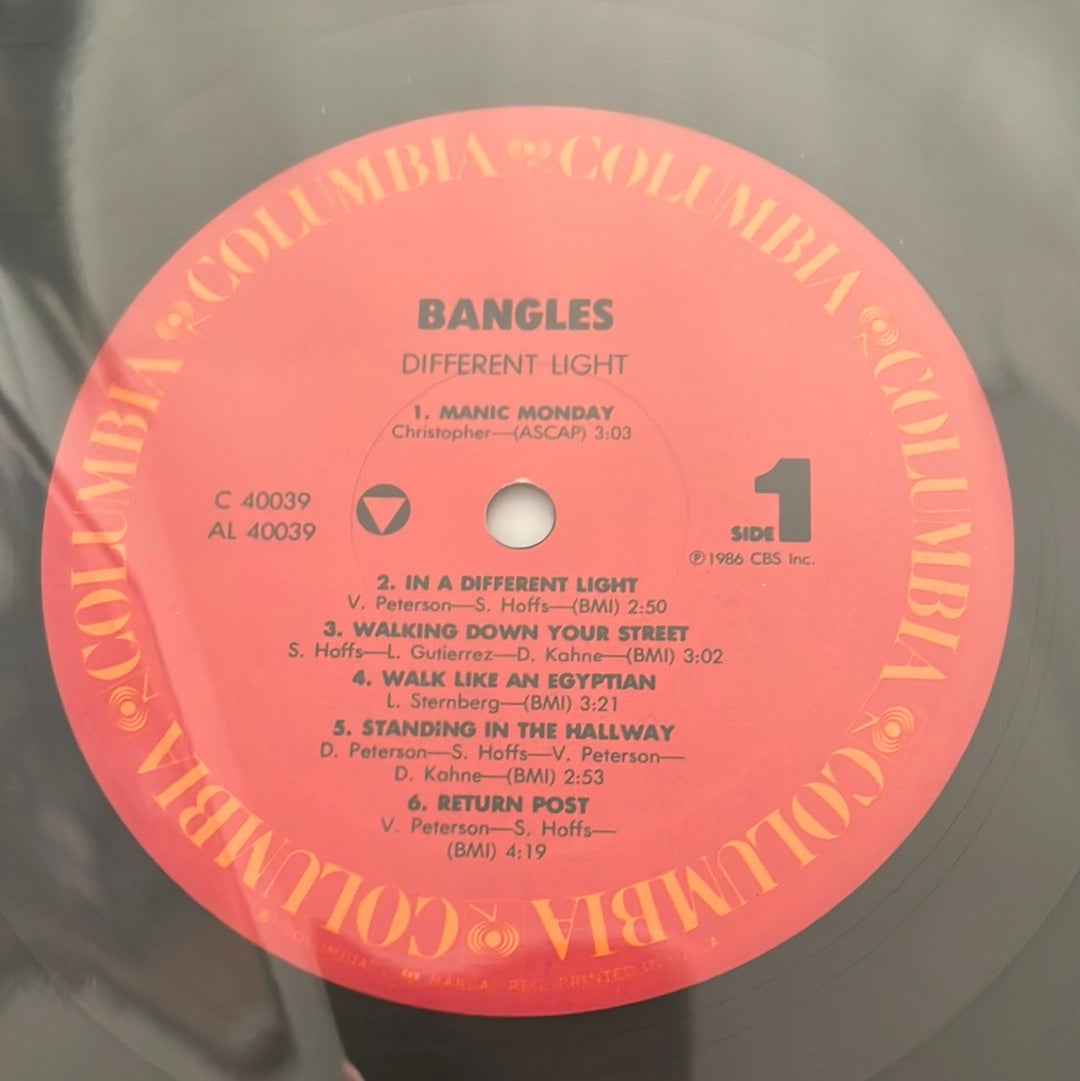 COLUMBIA COLUMBIA COLUMBIA COLUMBIA COLUMBIA COLUMBIA COLUMBIA
BANGLES
DIFFERENT LIGHT
1. MANIC MONDAY
Christopher—(ASCAP) 3:03
C 40039
AL 40039
SIDE 1
℗ 1986 CBS Inc.
2. IN A DIFFERENT LIGHT
V. Peterson—S. Hoffs—(BMI) 2:50
3. WALKING DOWN YOUR STREET
S. Hoffs—L. Gutierrez—D. Kahne—(BMI) 3:02
4. WALK LIKE AN EGYPTIAN
L. Sternberg—(BMI) 3:21
5. STANDING IN THE HALLWAY
D. Peterson—S. Hoffs—V. Peterson—
D. Kahne—(BMI) 2:53
6. RETURN POST
V. Peterson—S. Hoffs—
(BMI) 4:19
PRINTED IN